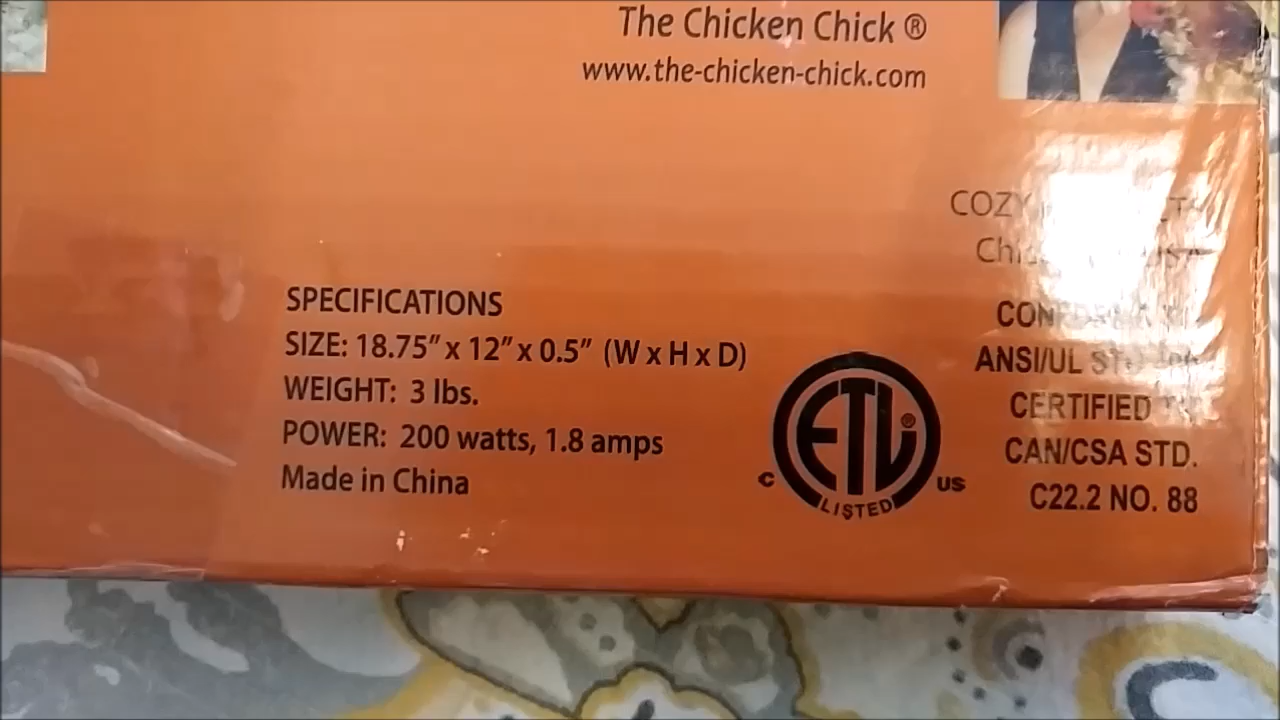 The Chicken Chick ®
www.the-chicken-chick.com
COZY
USA
SPECIFICATIONS
SIZE: 18.75” x 12” x 0.5” (W x H x D)
WEIGHT: 3 lbs.
POWER: 200 watts, 1.8 amps
Made in China
ETL®
LISTED
C
US
ANSI/UL
CERTIFIED
CAN/CSA STD.
C22.2 NO. 88